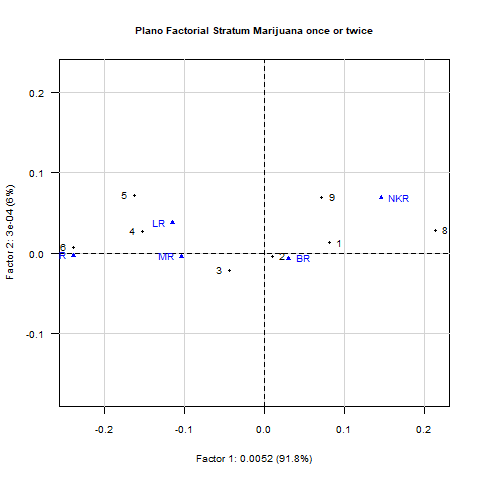 Plano Factorial Stratum Marijuana once or twice
0.2
0.1
0.0
-0.1
Factor 2: 3e-04 (6%)
5
9
NKR
LR
4
8
1
6
R
MR
2
BR
3
-0.2
-0.1
0.0
0.1
0.2
Factor 1: 0.0052 (91.8%)